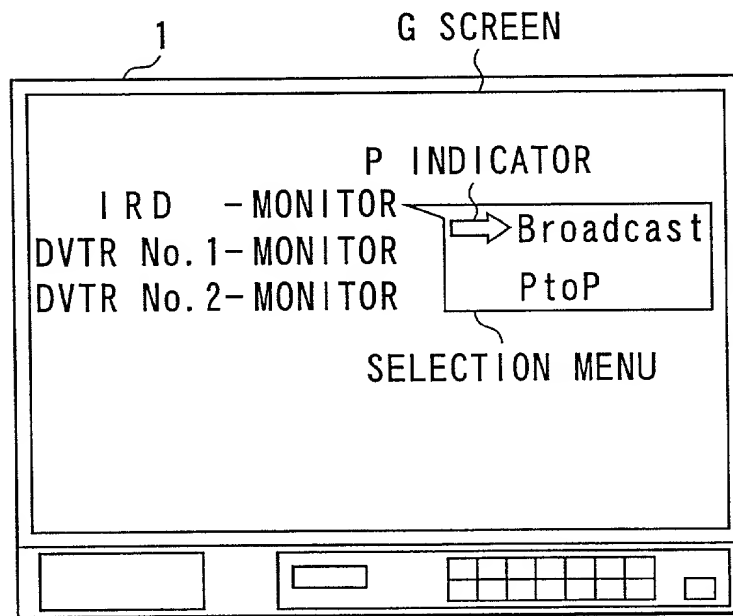 1
G SCREEN
P INDICATOR
IRD -MONITOR
Broadcast
DVTR No.1-MONITOR
DVTR No.2-MONITOR
PtoP
SELECTION MENU